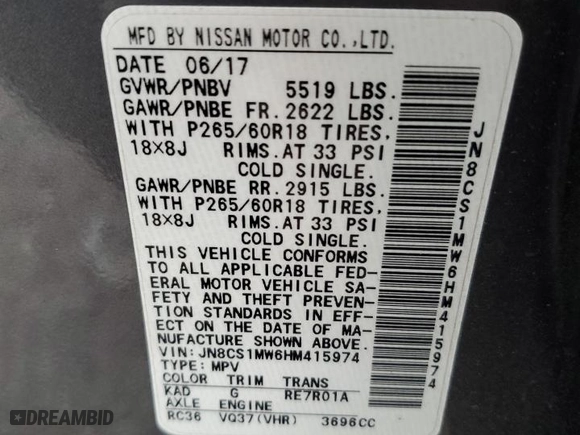 MFD BY NISSAN MOTOR CO.,LTD.
DATE 06/17
GVWR/PNBV 5519 LBS.
GAWR/PNBE FR. 2622 LBS.
WITH P265/60R18 TIRES,
18×8J RIMS. AT 33 PSI
COLD SINGLE.
GAWR/PNBE RR. 2915 LBS.
WITH P265/60R18 TIRES,
18×8J RIMS. AT 33 PSI
COLD SINGLE.
THIS VEHICLE CONFORMS
TO ALL APPLICABLE FED-
ERAL MOTOR VEHICLE SA-
FETY AND THEFT PREVEN-
TION STANDARDS IN EFF-
ECT ON THE DATE OF MA-
NUFACTURE SHOWN ABOVE.
VIN: JN8CS1MW6HM415974
TYPE: MPV
COLOR TRIM TRANS
KAD G RE7R01A
AXLE ENGINE
RC36 VQ37(VHR) 3696CC
JN8CS1MW6HM415974
DREAMBID